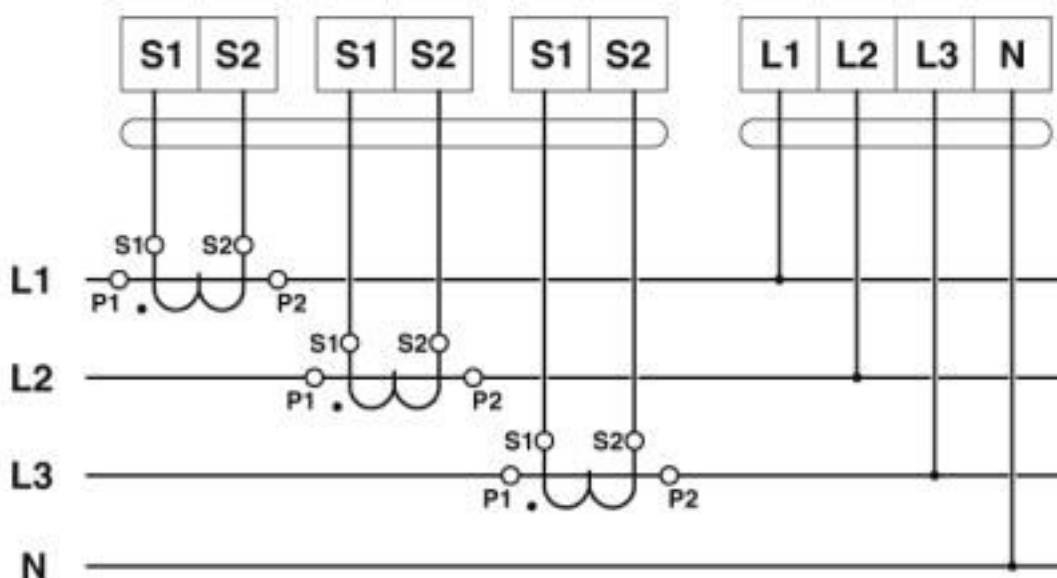 S1 S2 S1 S2 S1 S2 L1 L2 L3 N
S1 S2
L1
P1 P2
S1 S2
L2
P1 P2
S1 S2
L3
P1 P2
N